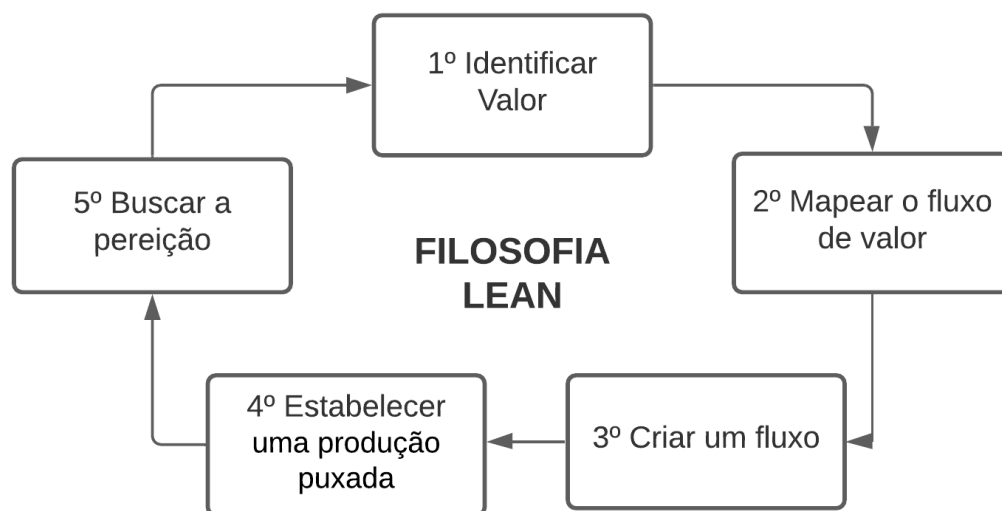 1º Identificar
Valor
2º Mapear o fluxo
de valor
3º Criar um fluxo
4º Estabelecer
uma produção
puxada
5º Buscar a
pereição
FILOSOFIA
LEAN